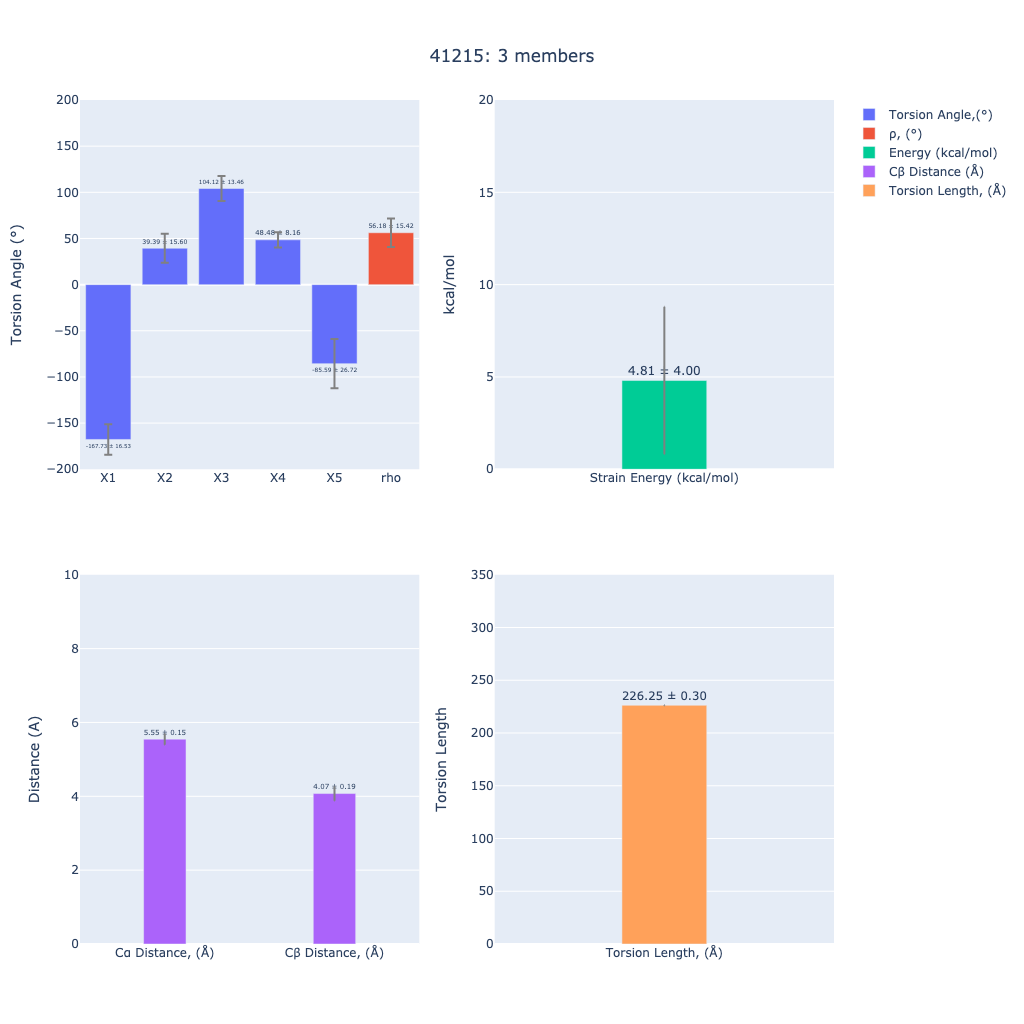 41215: 3 members
Torsion Angle (°)
200
150
100
50
0
−50
−100
−150
−200
-167.73 ± 16.53
39.39 ± 15.60
104.12 ± 13.46
48.48 ± 8.16
-85.59 ± 26.72
56.18 ± 15.42
X1 X2 X3 X4 X5 rho
kcal/mol
20
15
10
5
0
4.81 ± 4.00
Strain Energy (kcal/mol)
Torsion Angle,(°)
ρ, (°)
Energy (kcal/mol)
Cβ Distance (Å)
Torsion Length, (Å)
Distance (A)
10
8
6
4
2
0
5.55 ± 0.15
4.07 ± 0.19
Cα Distance, (Å) Cβ Distance, (Å)
Torsion Length
350
300
250
200
150
100
50
0
226.25 ± 0.30
Torsion Length, (Å)